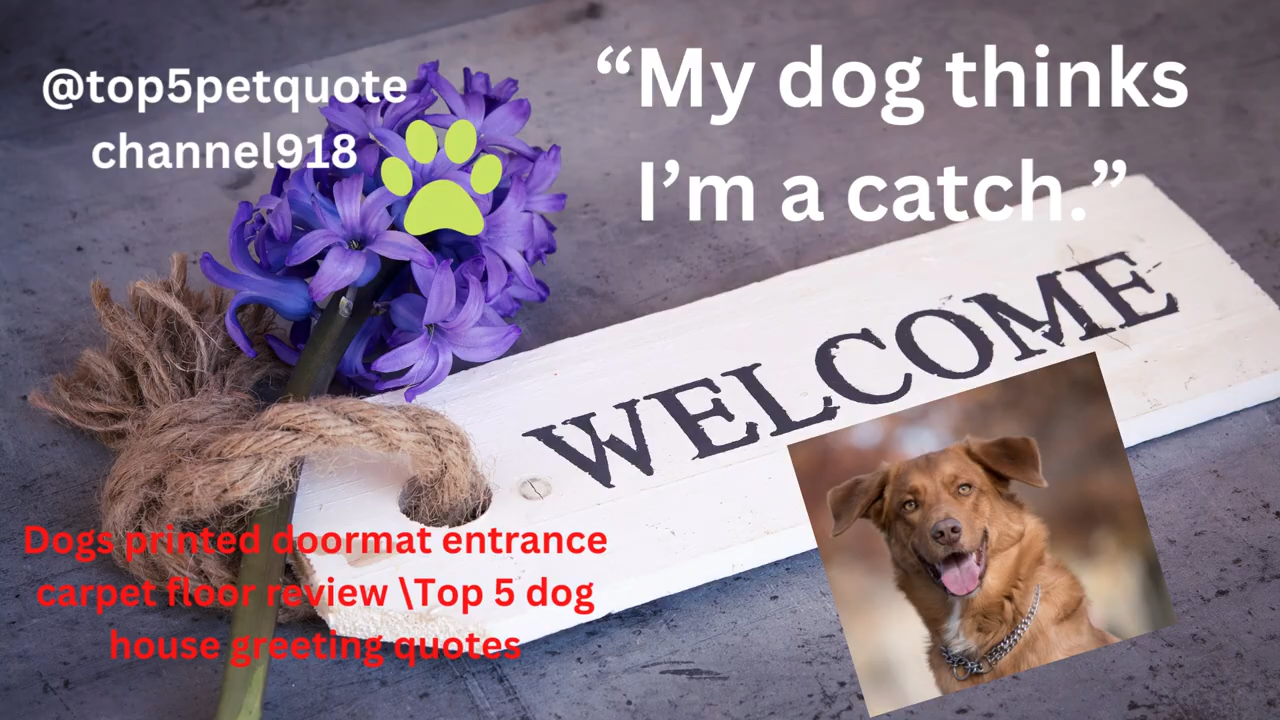 @top5petquote
channel918
“My dog thinks
I’m a catch.”
WELCOME
Dogs printed doormat entrance
carpet floor review \Top 5 dog
house greeting quotes